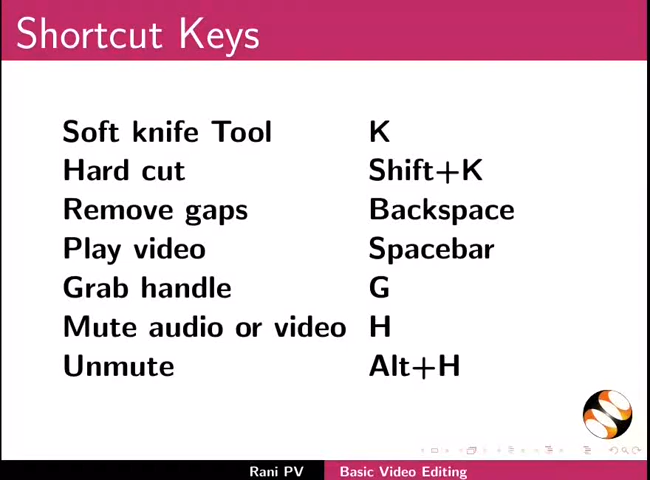 Shortcut Keys
Soft knife Tool K
Hard cut Shift+K
Remove gaps Backspace
Play video Spacebar
Grab handle G
Mute audio or video H
Unmute Alt+H
Rani PV Basic Video Editing